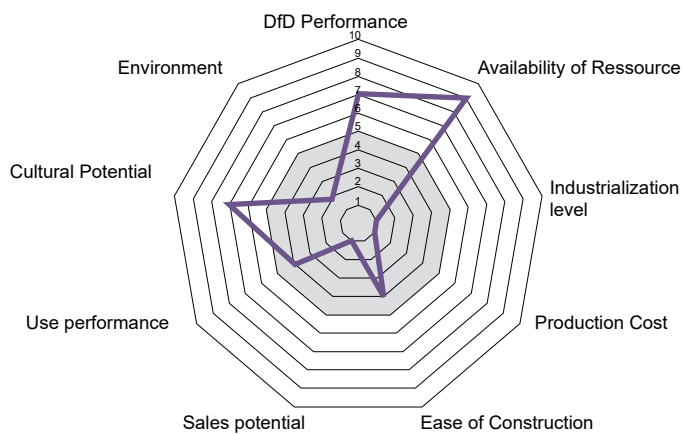 DfD Performance
10
9
8
7
6
5
4
3
2
1
Environment
Availability of Ressource
Cultural Potential
Industrialization
level
Use performance
Production Cost
Sales potential
Ease of Construction